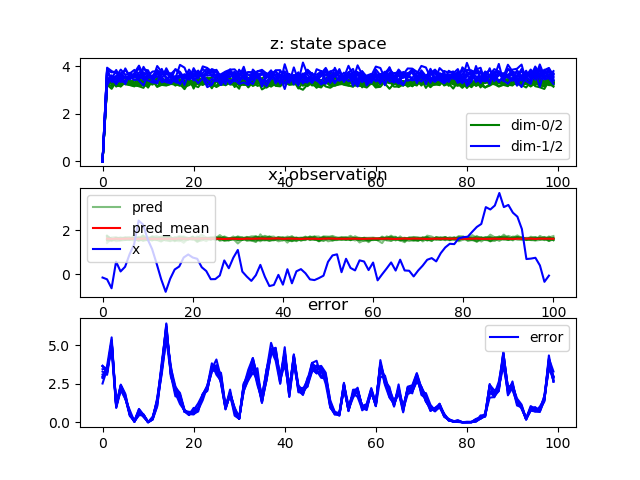 z: state space
4
2
0
dim-0/2
dim-1/2
0 20 40 60 80 100
x: observation
2
0
pred
pred_mean
x
0 20 40 60 80 100
error
5.0
2.5
0.0
error
0 20 40 60 80 100